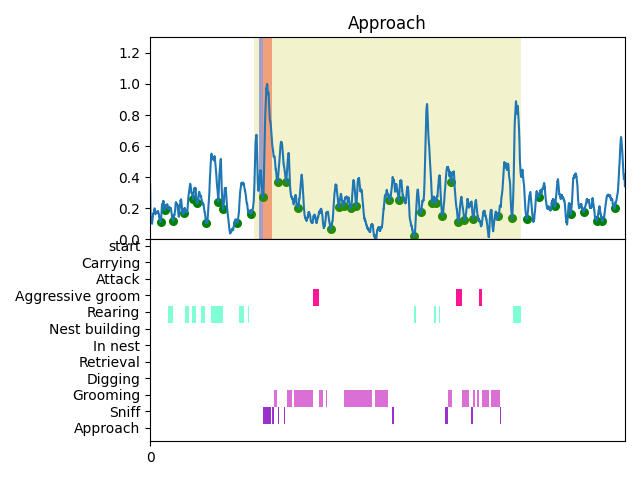 Approach
1.2
1.0
0.8
0.6
0.4
0.2
0.0
start
Carrying
Attack
Aggressive groom
Rearing
Nest building
In nest
Retrieval
Digging
Grooming
Sniff
Approach
0